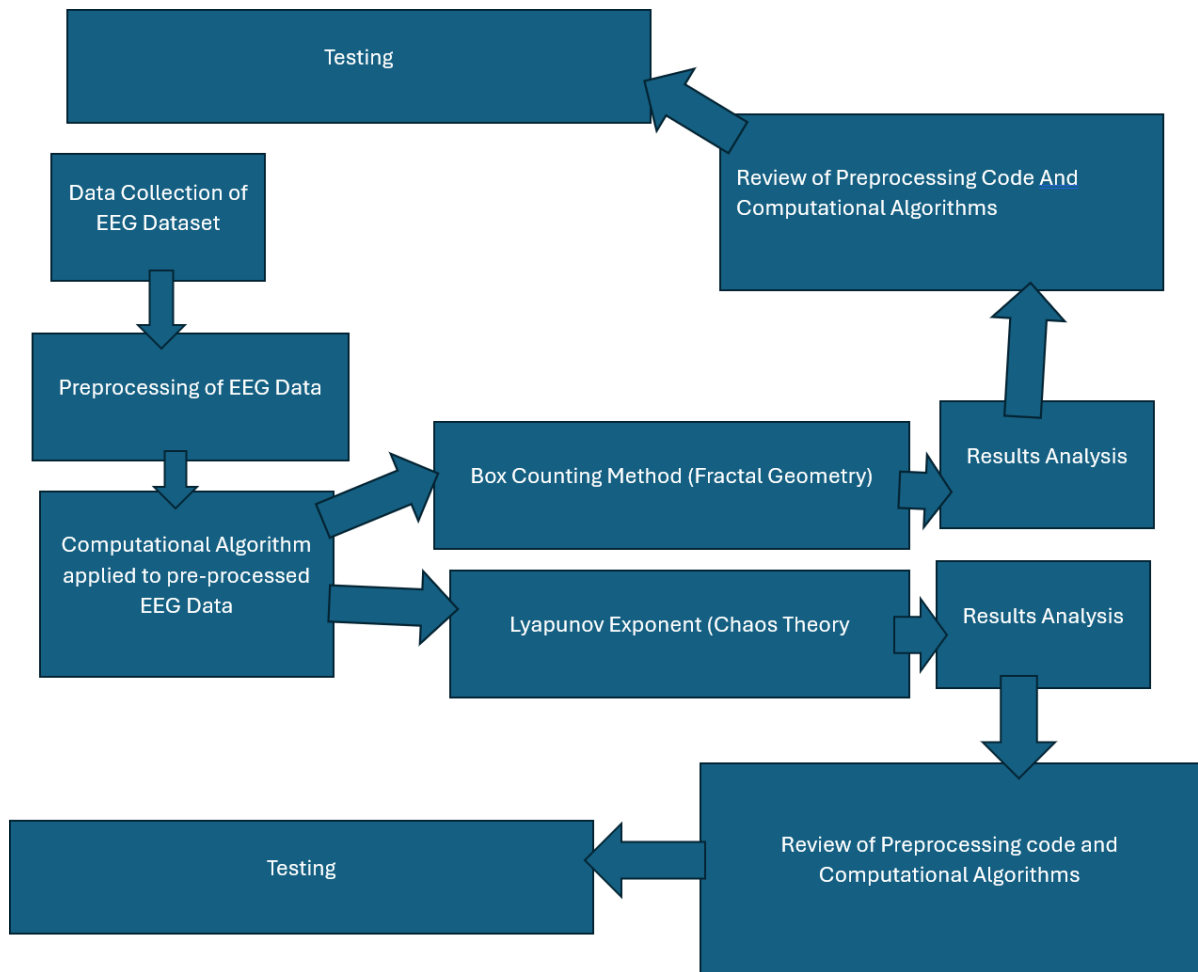 Testing
Data Collection of
EEG Dataset
Preprocessing of EEG Data
Computational Algorithm
applied to pre-processed
EEG Data
Box Counting Method (Fractal Geometry)
Results Analysis
Review of Preprocessing Code And
Computational Algorithms
Lyapunov Exponent (Chaos Theory
Results Analysis
Review of Preprocessing code and
Computational Algorithms
Testing